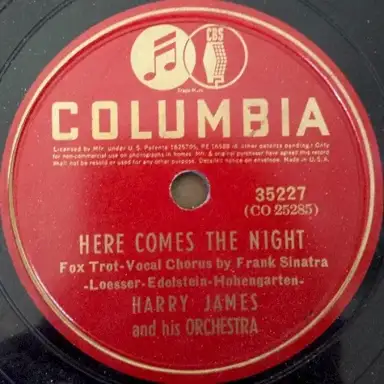 CBS
Trade Mark
COLUMBIA
Licensed by Mfr. under U. S. Patents 1625705, RE 16588 (& other patents pending.) Only
for non-commercial use on phonographs in homes. Mfr. & original purchaser have agreed this record
shall not be resold or used for any other purpose. Detailed notice on envelope. Made in U.S.A.
35227
(CO 25285)
HERE COMES THE NIGHT
Fox Trot-Vocal Chorus by Frank Sinatra
-Loesser-Edelstein-Hohengarten-
HARRY JAMES
and his ORCHESTRA